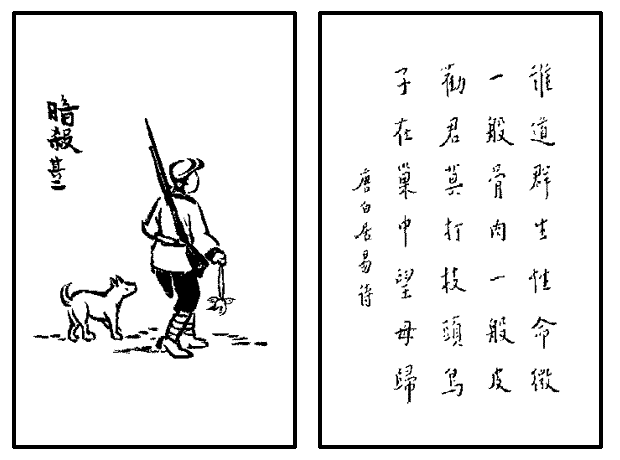 暗殺
其二
誰道群生性命微
一般骨肉一般皮
勸君莫打枝頭鳥
子在巢中望母歸
唐白居易詩